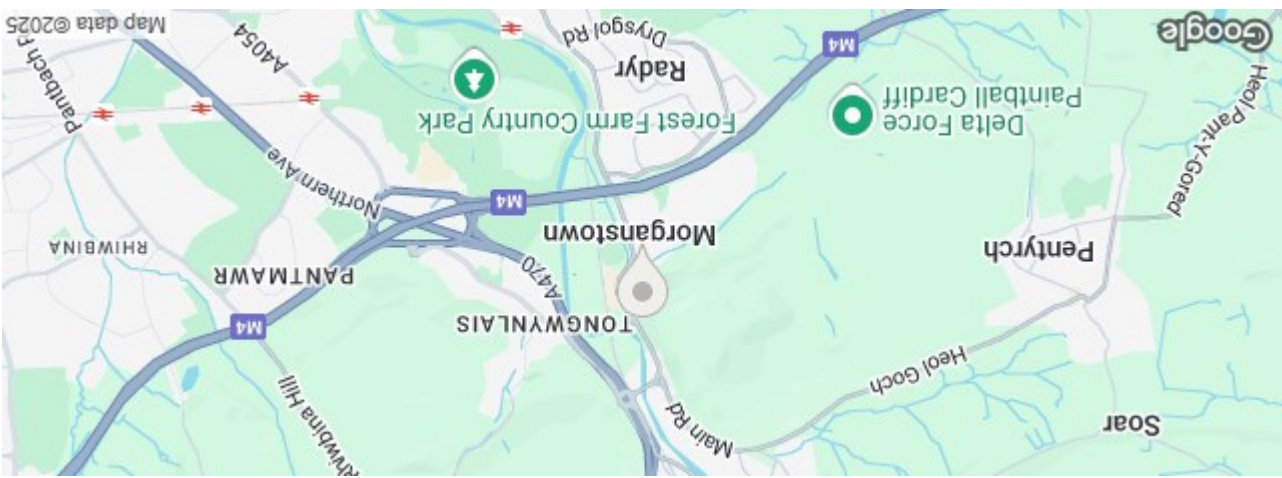 Soar
Main Rd
Rhiwbina Hill
Heol Goch
TONGWYNLAIS
M4
A470
PANTMAWR
Pentyrch
RHIWBINA
Morganstown
M4
Northern Ave
Heol Pant-Y-Gored
Delta Force
Paintball Cardiff
Forest Farm Country Park
Radyr
M4
Drysgol Rd
A4054
Pantbach R
Google
Map data ©2025